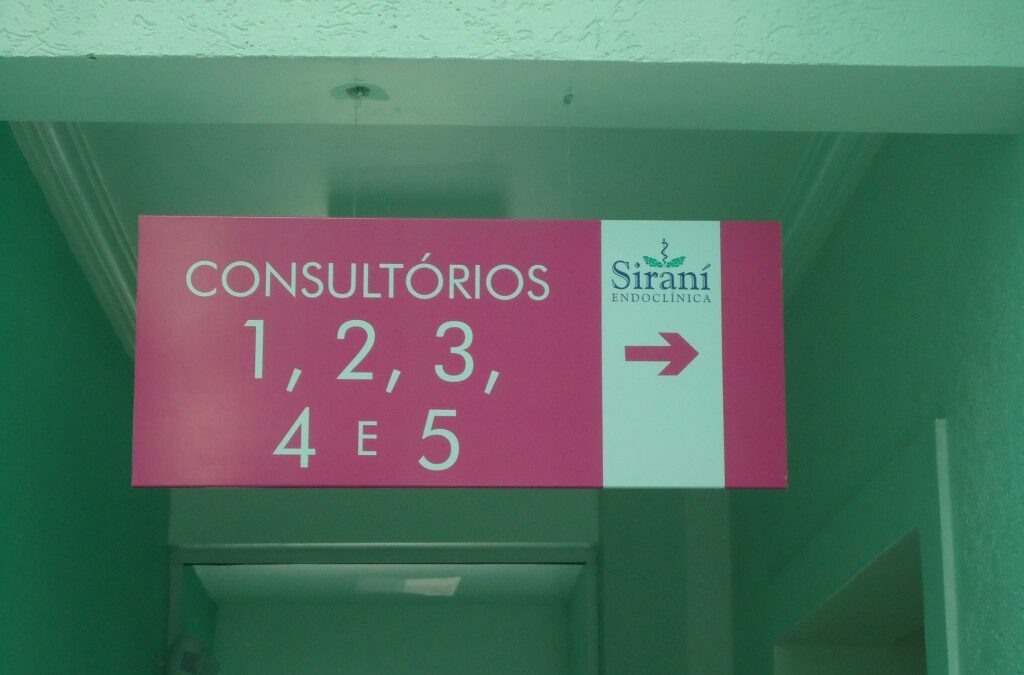 CONSULTÓRIOS
1, 2, 3,
4 E 5
Siraní
ENDOCLÍNICA